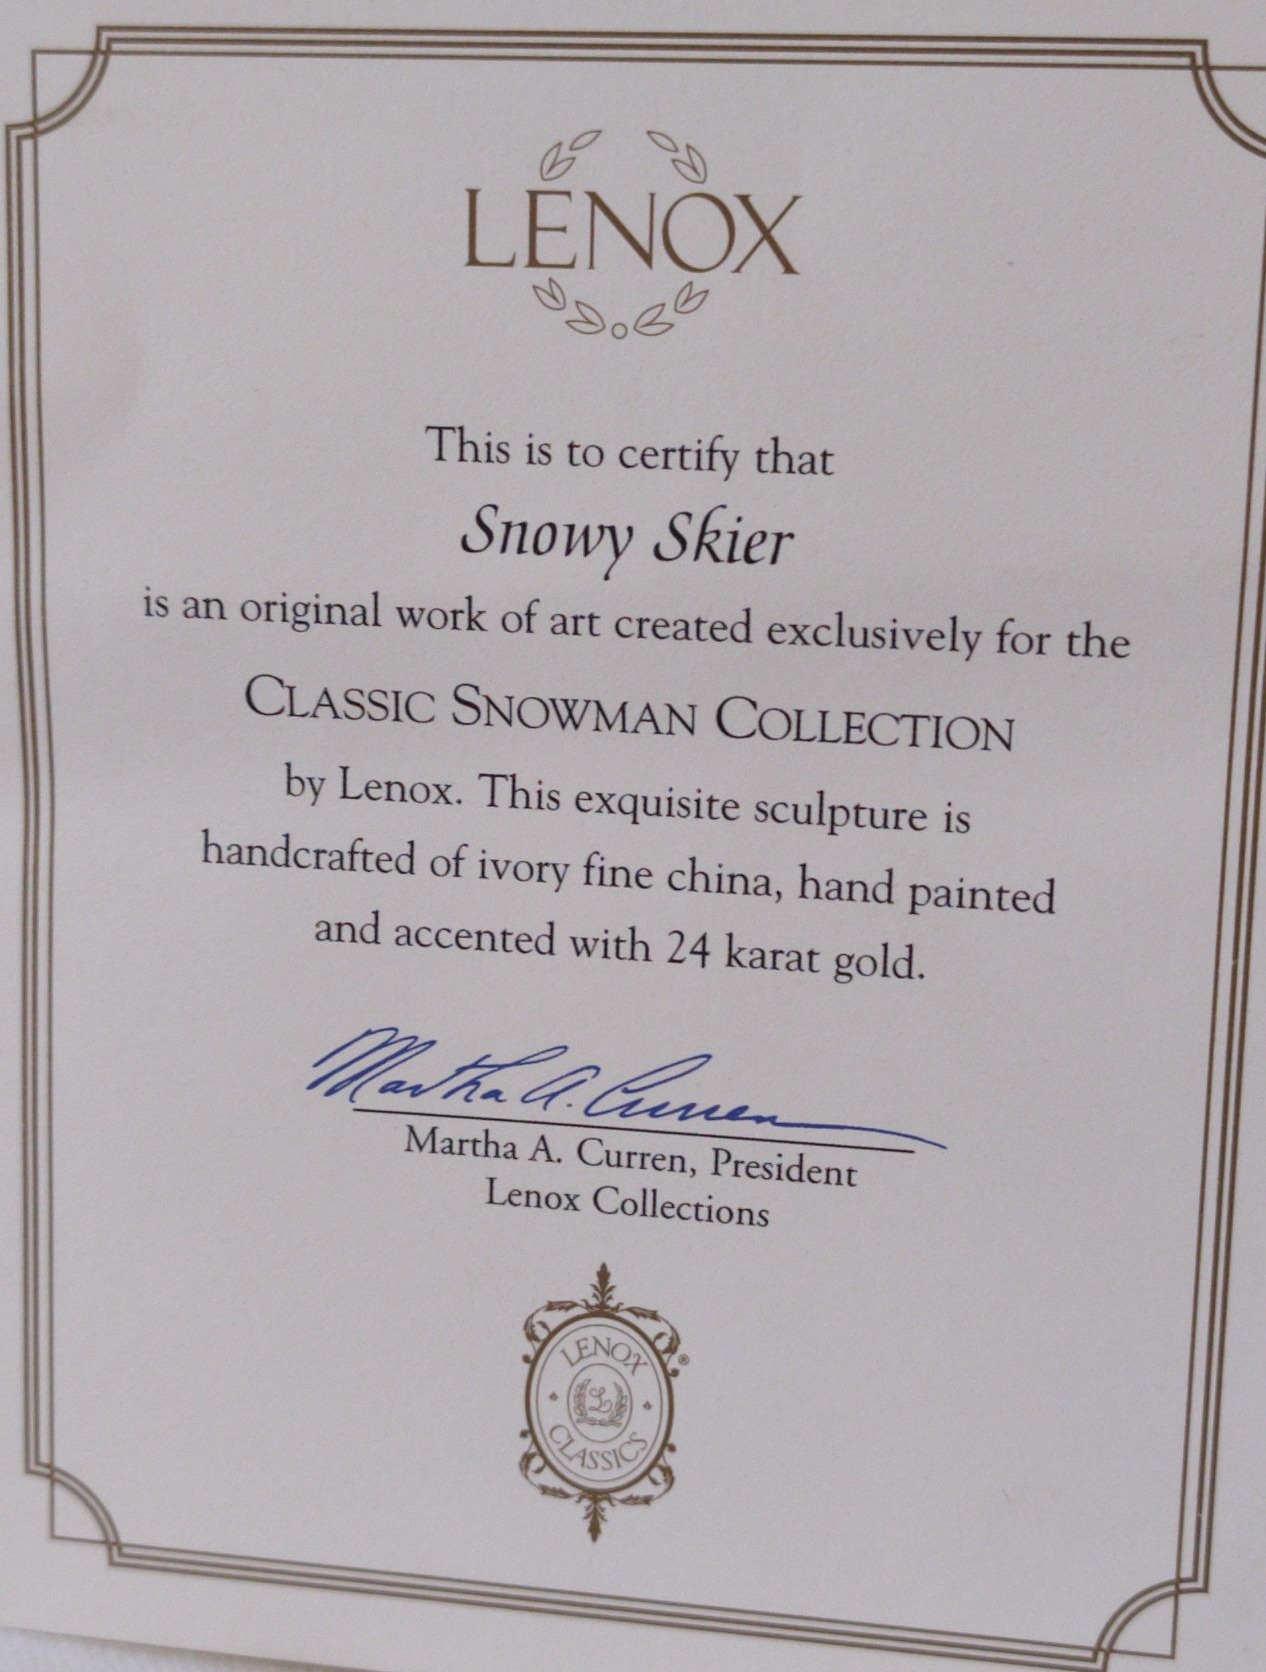 LENOX
This is to certify that
Snowy Skier
is an original work of art created exclusively for the
CLASSIC SNOWMAN COLLECTION
by Lenox. This exquisite sculpture is
handcrafted of ivory fine china, hand painted
and accented with 24 karat gold.
Martha A. Curren
Martha A. Curren, President
Lenox Collections
LENOX
®
L
CLASSICS